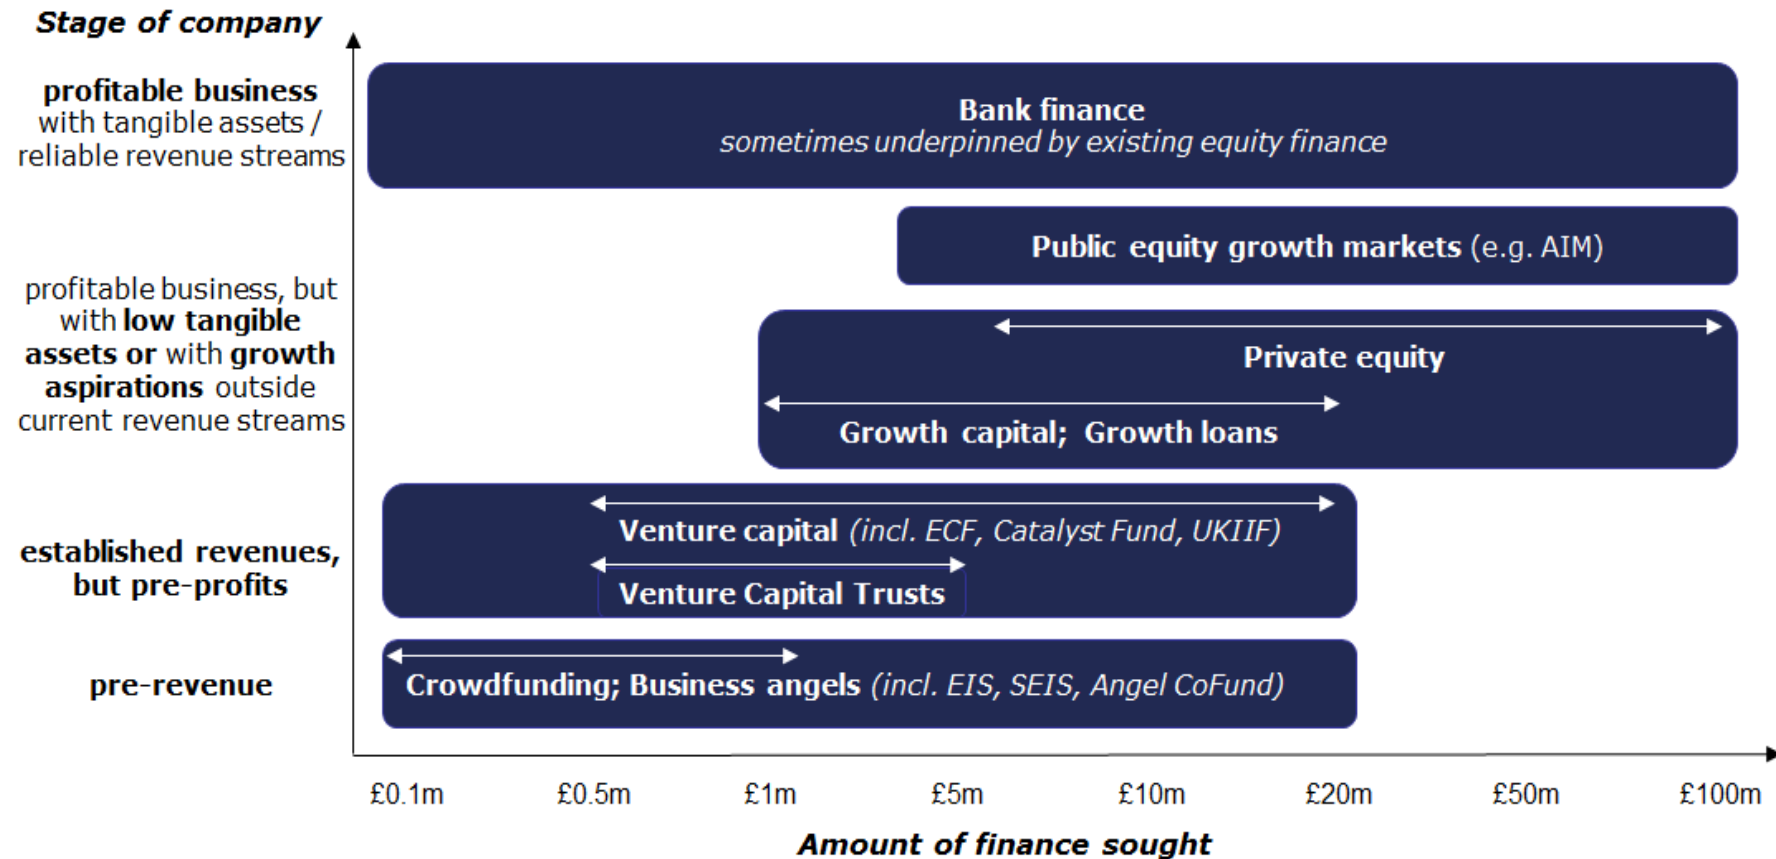 Stage of company
profitable business
with tangible assets /
reliable revenue streams
Bank finance
sometimes underpinned by existing equity finance
Public equity growth markets (e.g. AIM)
profitable business, but
with low tangible
assets or with growth
aspirations outside
current revenue streams
Private equity
Growth capital; Growth loans
established revenues,
but pre-profits
Venture capital (incl. ECF, Catalyst Fund, UKIIF)
Venture Capital Trusts
pre-revenue
Crowdfunding; Business angels (incl. EIS, SEIS, Angel CoFund)
£0.1m £0.5m £1m £5m £10m £20m £50m £100m
Amount of finance sought